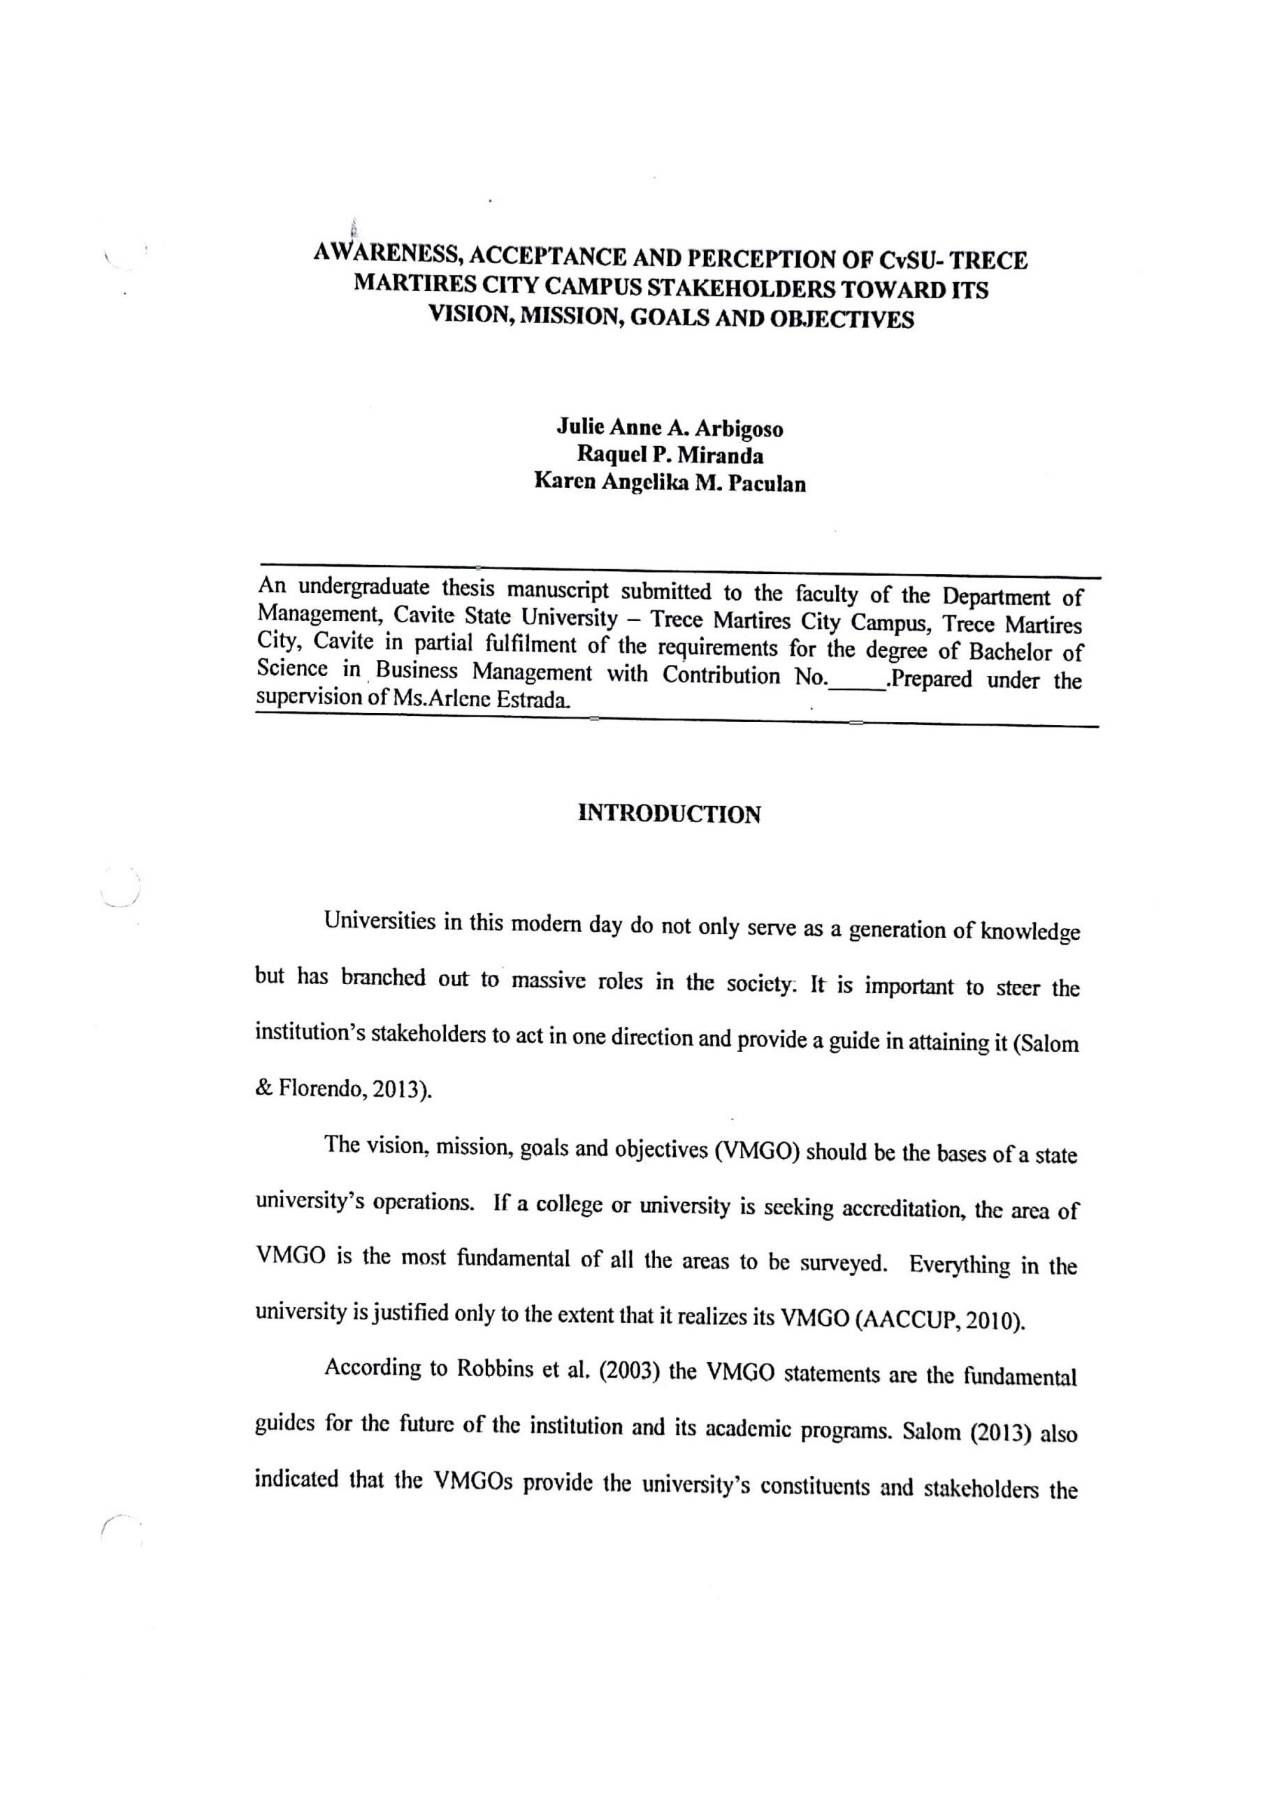 AWARENESS, ACCEPTANCE AND PERCEPTION OF CvSU- TRECE
MARTIRES CITY CAMPUS STAKEHOLDERS TOWARD ITS
VISION, MISSION, GOALS AND OBJECTIVES
Julie Anne A. Arbigoso
Raquel P. Miranda
Karen Angelika M. Paculan
An undergraduate thesis manuscript submitted to the faculty of the Department of
Management, Cavite State University – Trece Martires City Campus, Trece Martires
City, Cavite in partial fulfilment of the requirements for the degree of Bachelor of
Science in Business Management with Contribution No._____.Prepared under the
supervision of Ms.Arlene Estrada.
INTRODUCTION
Universities in this modern day do not only serve as a generation of knowledge
but has branched out to massive roles in the society. It is important to steer the
institution's stakeholders to act in one direction and provide a guide in attaining it (Salom
& Florendo, 2013).
The vision, mission, goals and objectives (VMGO) should be the bases of a state
university's operations. If a college or university is seeking accreditation, the area of
VMGO is the most fundamental of all the areas to be surveyed. Everything in the
university is justified only to the extent that it realizes its VMGO (AACCUP, 2010).
According to Robbins et al. (2003) the VMGO statements are the fundamental
guides for the future of the institution and its academic programs. Salom (2013) also
indicated that the VMGOs provide the university's constituents and stakeholders the